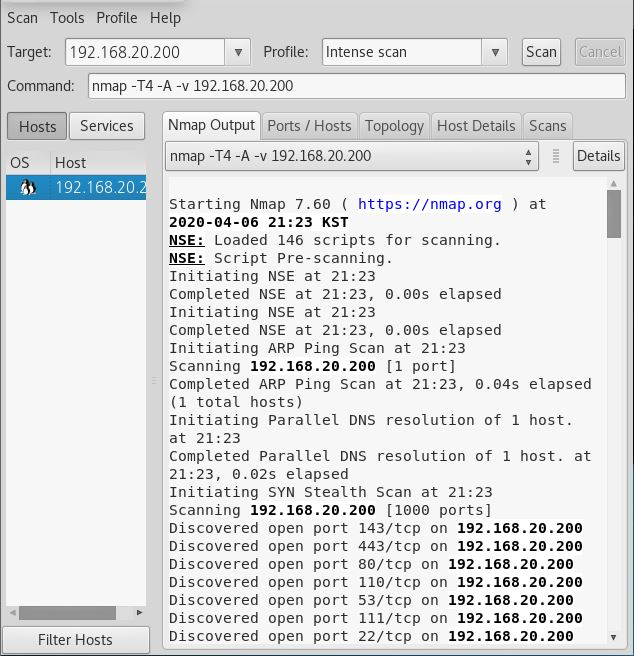 Scan Tools Profile Help
Target: 192.168.20.200 Profile: Intense scan Scan Cancel
Command: nmap -T4 -A -v 192.168.20.200
Hosts Services
OS Host
192.168.20.2
Nmap Output Ports / Hosts Topology Host Details Scans
nmap -T4 -A -v 192.168.20.200 Details
Starting Nmap 7.60 ( https://nmap.org ) at
2020-04-06 21:23 KST
NSE: Loaded 146 scripts for scanning.
NSE: Script Pre-scanning.
Initiating NSE at 21:23
Completed NSE at 21:23, 0.00s elapsed
Initiating NSE at 21:23
Completed NSE at 21:23, 0.00s elapsed
Initiating ARP Ping Scan at 21:23
Scanning 192.168.20.200 [1 port]
Completed ARP Ping Scan at 21:23, 0.04s elapsed
(1 total hosts)
Initiating Parallel DNS resolution of 1 host.
at 21:23
Completed Parallel DNS resolution of 1 host. at
21:23, 0.02s elapsed
Initiating SYN Stealth Scan at 21:23
Scanning 192.168.20.200 [1000 ports]
Discovered open port 143/tcp on 192.168.20.200
Discovered open port 443/tcp on 192.168.20.200
Discovered open port 80/tcp on 192.168.20.200
Discovered open port 110/tcp on 192.168.20.200
Discovered open port 53/tcp on 192.168.20.200
Discovered open port 111/tcp on 192.168.20.200
Discovered open port 22/tcp on 192.168.20.200
Filter Hosts